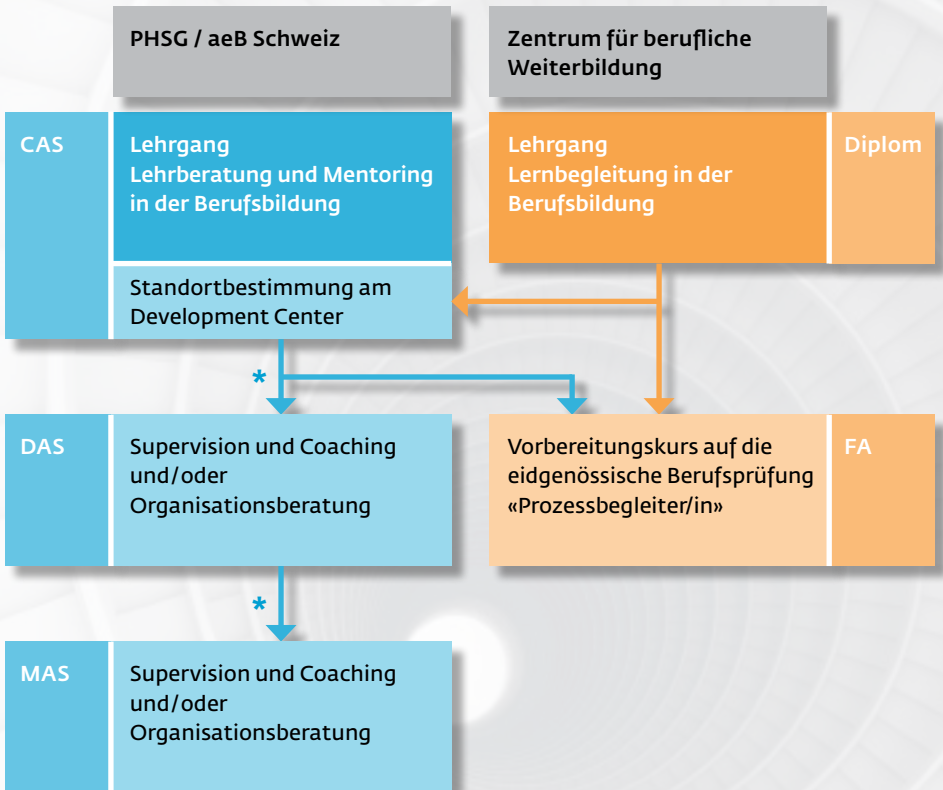 PHSG / aeB Schweiz
Zentrum für berufliche
Weiterbildung
CAS
Lehrgang
Lehrberatung und Mentoring
in der Berufsbildung
Lehrgang
Lernbegleitung in der
Berufsbildung
Diplom
Standortbestimmung am
Development Center
*
DAS
Supervision und Coaching
und/oder
Organisationsberatung
Vorbereitungskurs auf die
eidgenössische Berufsprüfung
«Prozessbegleiter/in»
FA
*
MAS
Supervision und Coaching
und/oder
Organisationsberatung